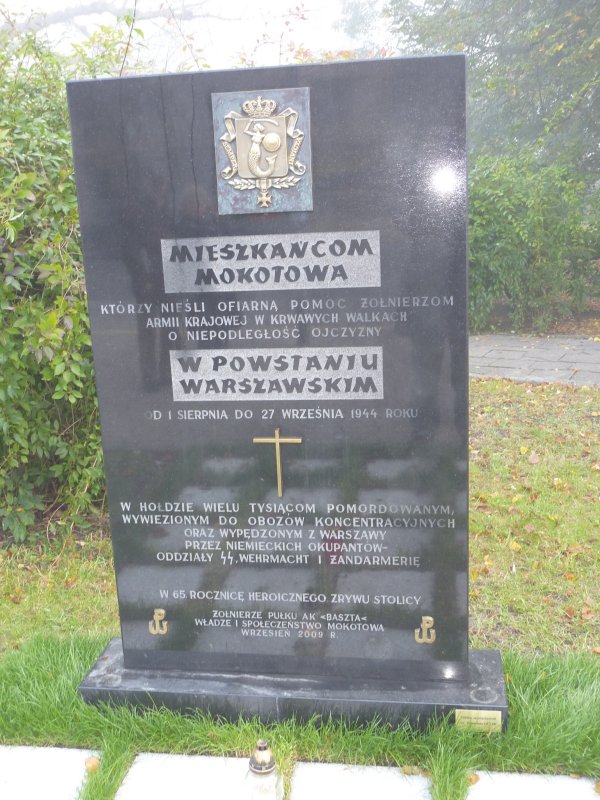 MIESZKAŃCOM
MOKOTOWA
KTÓRZY NIEŚLI OFIARNĄ POMOC ŻOŁNIERZOM
ARMII KRAJOWEJ W KRWAWYCH WALKACH
O NIEPODLEGŁOŚĆ OJCZYZNY
W POWSTANIU
WARSZAWSKIM
OD 1 SIERPNIA DO 27 WRZEŚNIA 1944 ROKU
W HOŁDZIE WIELU TYSIĄCOM POMORDOWANYM,
WYWIEZIONYM DO OBOZÓW KONCENTRACYJNYCH
ORAZ WYPĘDZONYM Z WARSZAWY
PRZEZ NIEMIECKICH OKUPANTÓW-
ODDZIAŁY SS, WEHRMACHT I ŻANDARMERIĘ
W 65 ROCZNICĘ HEROICZNEGO ZRYWU STOLICY
ŻOŁNIERZE PUŁKU AK <BASZTA<
WŁADZE I SPOŁECZEŃSTWO MOKOTOWA
WRZESIEŃ 2009 R.